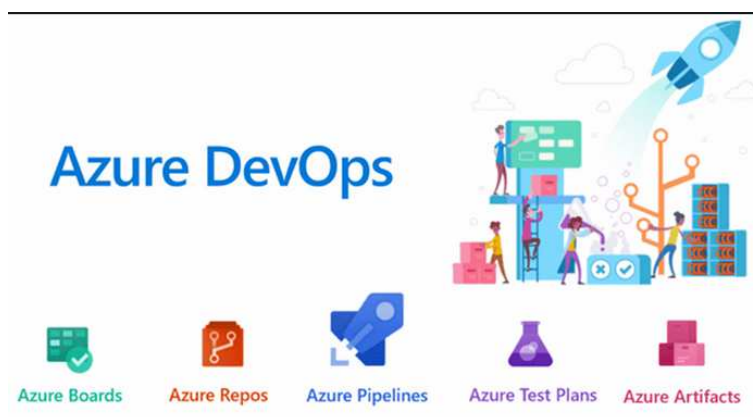 Azure DevOps
Azure Boards
Azure Repos
Azure Pipelines
Azure Test Plans
Azure Artifacts